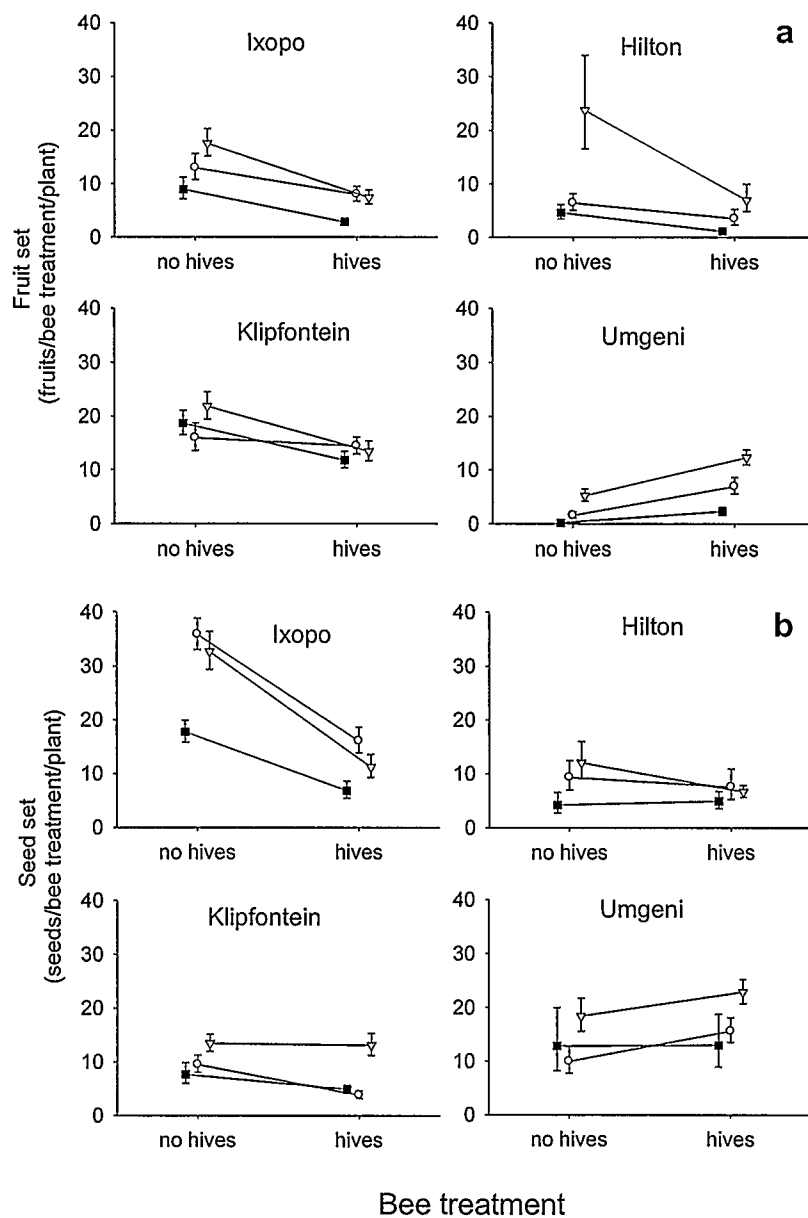 a
Ixopo
Hilton
40
30
20
10
0
no hives
hives
40
30
20
10
0
no hives
hives
Fruit set
(fruits/bee treatment/plant)
Klipfontein
Umgeni
40
30
20
10
0
no hives
hives
40
30
20
10
0
no hives
hives
b
Ixopo
Hilton
40
30
20
10
0
no hives
hives
40
30
20
10
0
no hives
hives
Seed set
(seeds/bee treatment/plant)
Klipfontein
Umgeni
40
30
20
10
0
no hives
hives
40
30
20
10
0
no hives
hives
Bee treatment